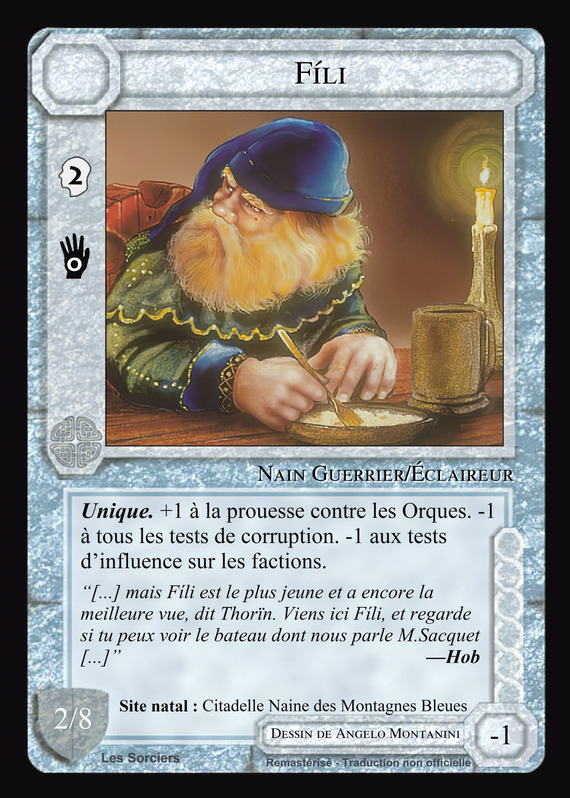 Fíli
2
0
Nain Guerrier/Éclaireur
Unique. +1 à la prouesse contre les Orques. -1
à tous les tests de corruption. -1 aux tests
d’influence sur les factions.
“[...] mais Fíli est le plus jeune et a encore la
meilleure vue, dit Thorïn. Viens ici Fíli, et regarde
si tu peux voir le bateau dont nous parle M.Sacquet
[...]” —Hob
Site natal : Citadelle Naine des Montagnes Bleues
2/8
Dessin de Angelo Montanini
-1
Les Sorciers
Remastérisé - Traduction non officielle